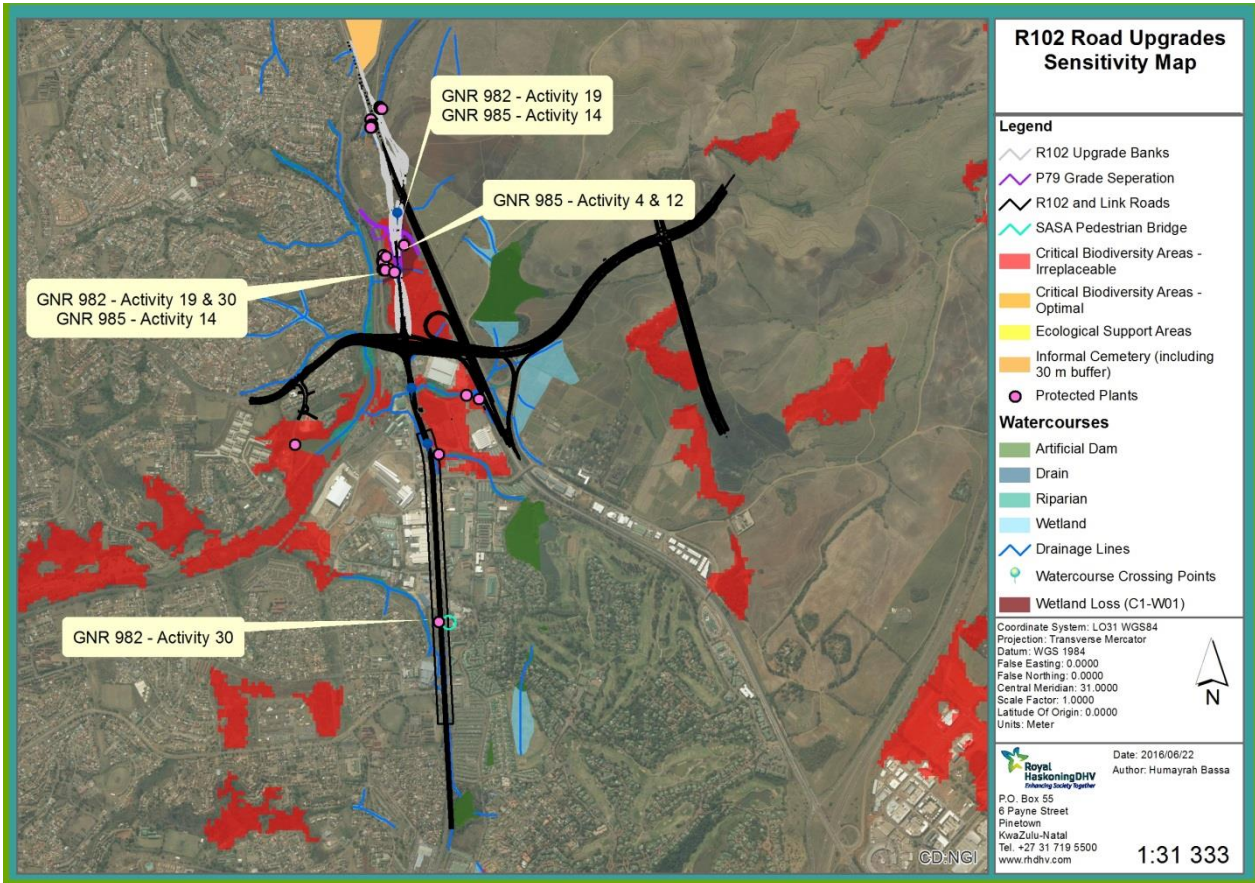 R102 Road Upgrades
Sensitivity Map
GNR 982 - Activity 19
GNR 985 - Activity 14
GNR 985 - Activity 4 & 12
GNR 982 - Activity 19 & 30
GNR 985 - Activity 14
GNR 982 - Activity 30
CD:NGI
Legend
R102 Upgrade Banks
P79 Grade Seperation
R102 and Link Roads
SASA Pedestrian Bridge
Critical Biodiversity Areas -
Irreplaceable
Critical Biodiversity Areas -
Optimal
Ecological Support Areas
Informal Cemetery (including
30 m buffer)
Protected Plants
Watercourses
Artificial Dam
Drain
Riparian
Wetland
Drainage Lines
Watercourse Crossing Points
Wetland Loss (C1-W01)
Coordinate System: LO31 WGS84
Projection: Transverse Mercator
Datum: WGS 1984
False Easting: 0.0000
False Northing: 0.0000
Central Meridian: 31.0000
Scale Factor: 1.0000
Latitude Of Origin: 0.0000
Units: Meter
N
Royal
HaskoningDHV
Enhancing Society Together
Date: 2016/06/22
Author: Humayrah Bassa
P.O. Box 55
6 Payne Street
Pinetown
KwaZulu-Natal
Tel. +27 31 719 5500
www.rhdhv.com
1:31 333